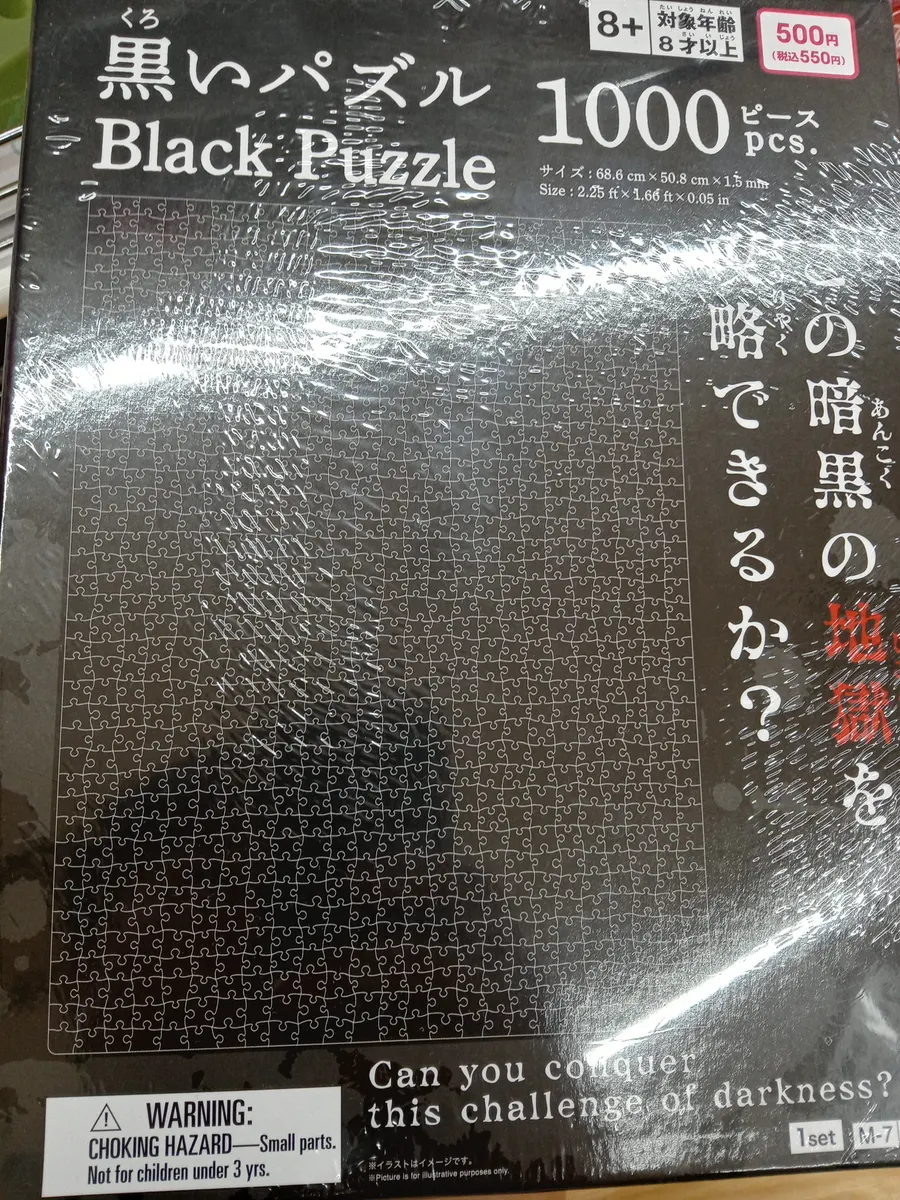 くろ
黒いパズル
Black Puzzle
8+
たい しょう ねん れい
対象年齢
さい い じょう
8才以上
500円
(税込550円)
1000 ピース
pcs.
サイズ:68.6 cm×50.8 cm×1.5 mm
Size : 2.25 ft×1.66 ft×0.05 in
の暗黒の地獄を
あんこく
略できるか?
りゃく
Can you conquer
this challenge of darkness?
WARNING:
CHOKING HAZARD—Small parts.
Not for children under 3 yrs.
※イラストはイメージです。
※Picture is for illustrative purposes only.
1set
M-7